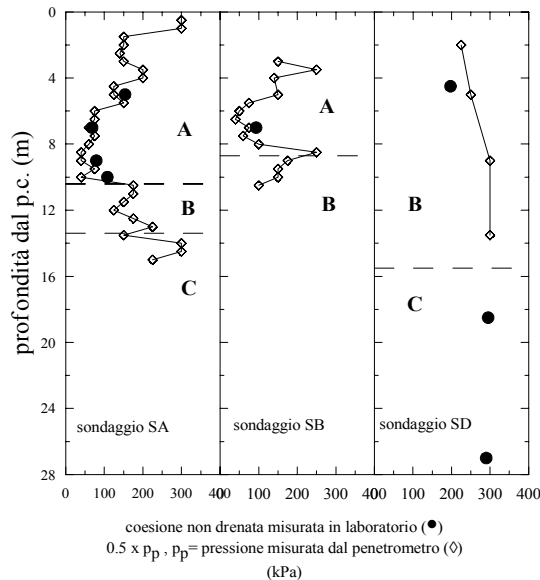 0
4
8
12
16
20
24
28
profondità dal p.c. (m)
A
B
C
sondaggio SA
A
B
sondaggio SB
B
C
sondaggio SD
0 100 200 300 400
0 100 200 300 400
0 100 200 300 400
coesione non drenata misurata in laboratorio (●)
0.5 x pp , pp= pressione misurata dal penetrometro (◊)
(kPa)